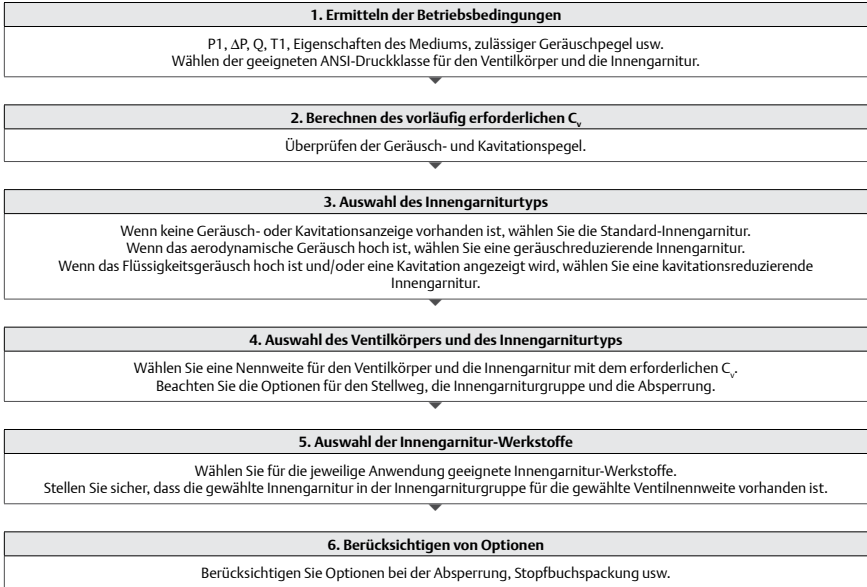 1. Ermitteln der Betriebsbedingungen
P1, ∆P, Q, T1, Eigenschaften des Mediums, zulässiger Geräuschpegel usw.
Wählen der geeigneten ANSI-Druckklasse für den Ventilkörper und die Innengarnitur.
2. Berechnen des vorläufig erforderlichen Cv
Überprüfen der Geräusch- und Kavitationspegel.
3. Auswahl des Innengarniturtyps
Wenn keine Geräusch- oder Kavitationsanzeige vorhanden ist, wählen Sie die Standard-Innengarnitur.
Wenn das aerodynamische Geräusch hoch ist, wählen Sie eine geräuschreduzierende Innengarnitur.
Wenn das Flüssigkeitsgeräusch hoch ist und/oder eine Kavitation angezeigt wird, wählen Sie eine kavitationsreduzierende
Innengarnitur.
4. Auswahl des Ventilkörpers und des Innengarniturtyps
Wählen Sie eine Nennweite für den Ventilkörper und die Innengarnitur mit dem erforderlichen Cv.
Beachten Sie die Optionen für den Stellweg, die Innengarniturgruppe und die Absperrung.
5. Auswahl der Innengarnitur-Werkstoffe
Wählen Sie für die jeweilige Anwendung geeignete Innengarnitur-Werkstoffe.
Stellen Sie sicher, dass die gewählte Innengarnitur in der Innengarniturgruppe für die gewählte Ventilnennweite vorhanden ist.
6. Berücksichtigen von Optionen
Berücksichtigen Sie Optionen bei der Absperrung, Stopfbuchspackung usw.